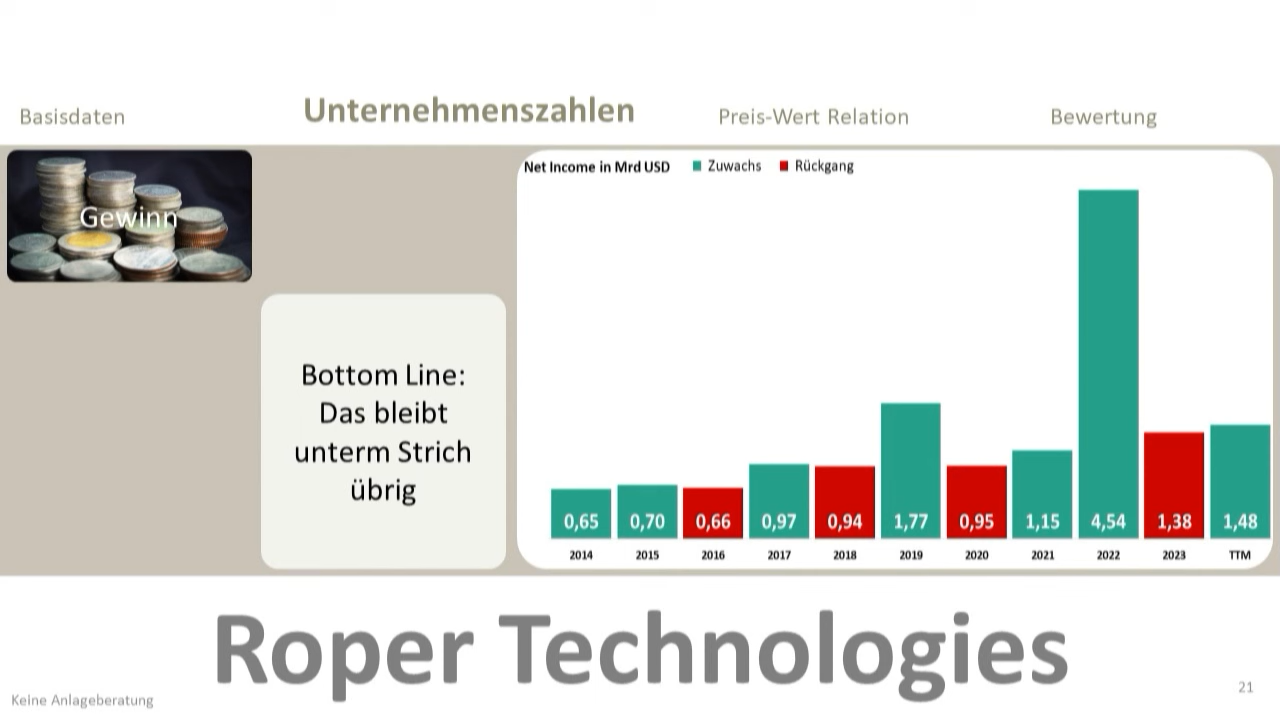 Basisdaten
Unternehmenszahlen
Preis-Wert Relation
Bewertung
Gewinn
Bottom Line:
Das bleibt
unterm Strich
übrig
Net Income in Mrd USD
Zuwachs
Rückgang
0,65
0,70
0,66
0,97
0,94
1,77
0,95
1,15
4,54
1,38
1,48
2014
2015
2016
2017
2018
2019
2020
2021
2022
2023
TTM
Roper Technologies
Keine Anlageberatung
21